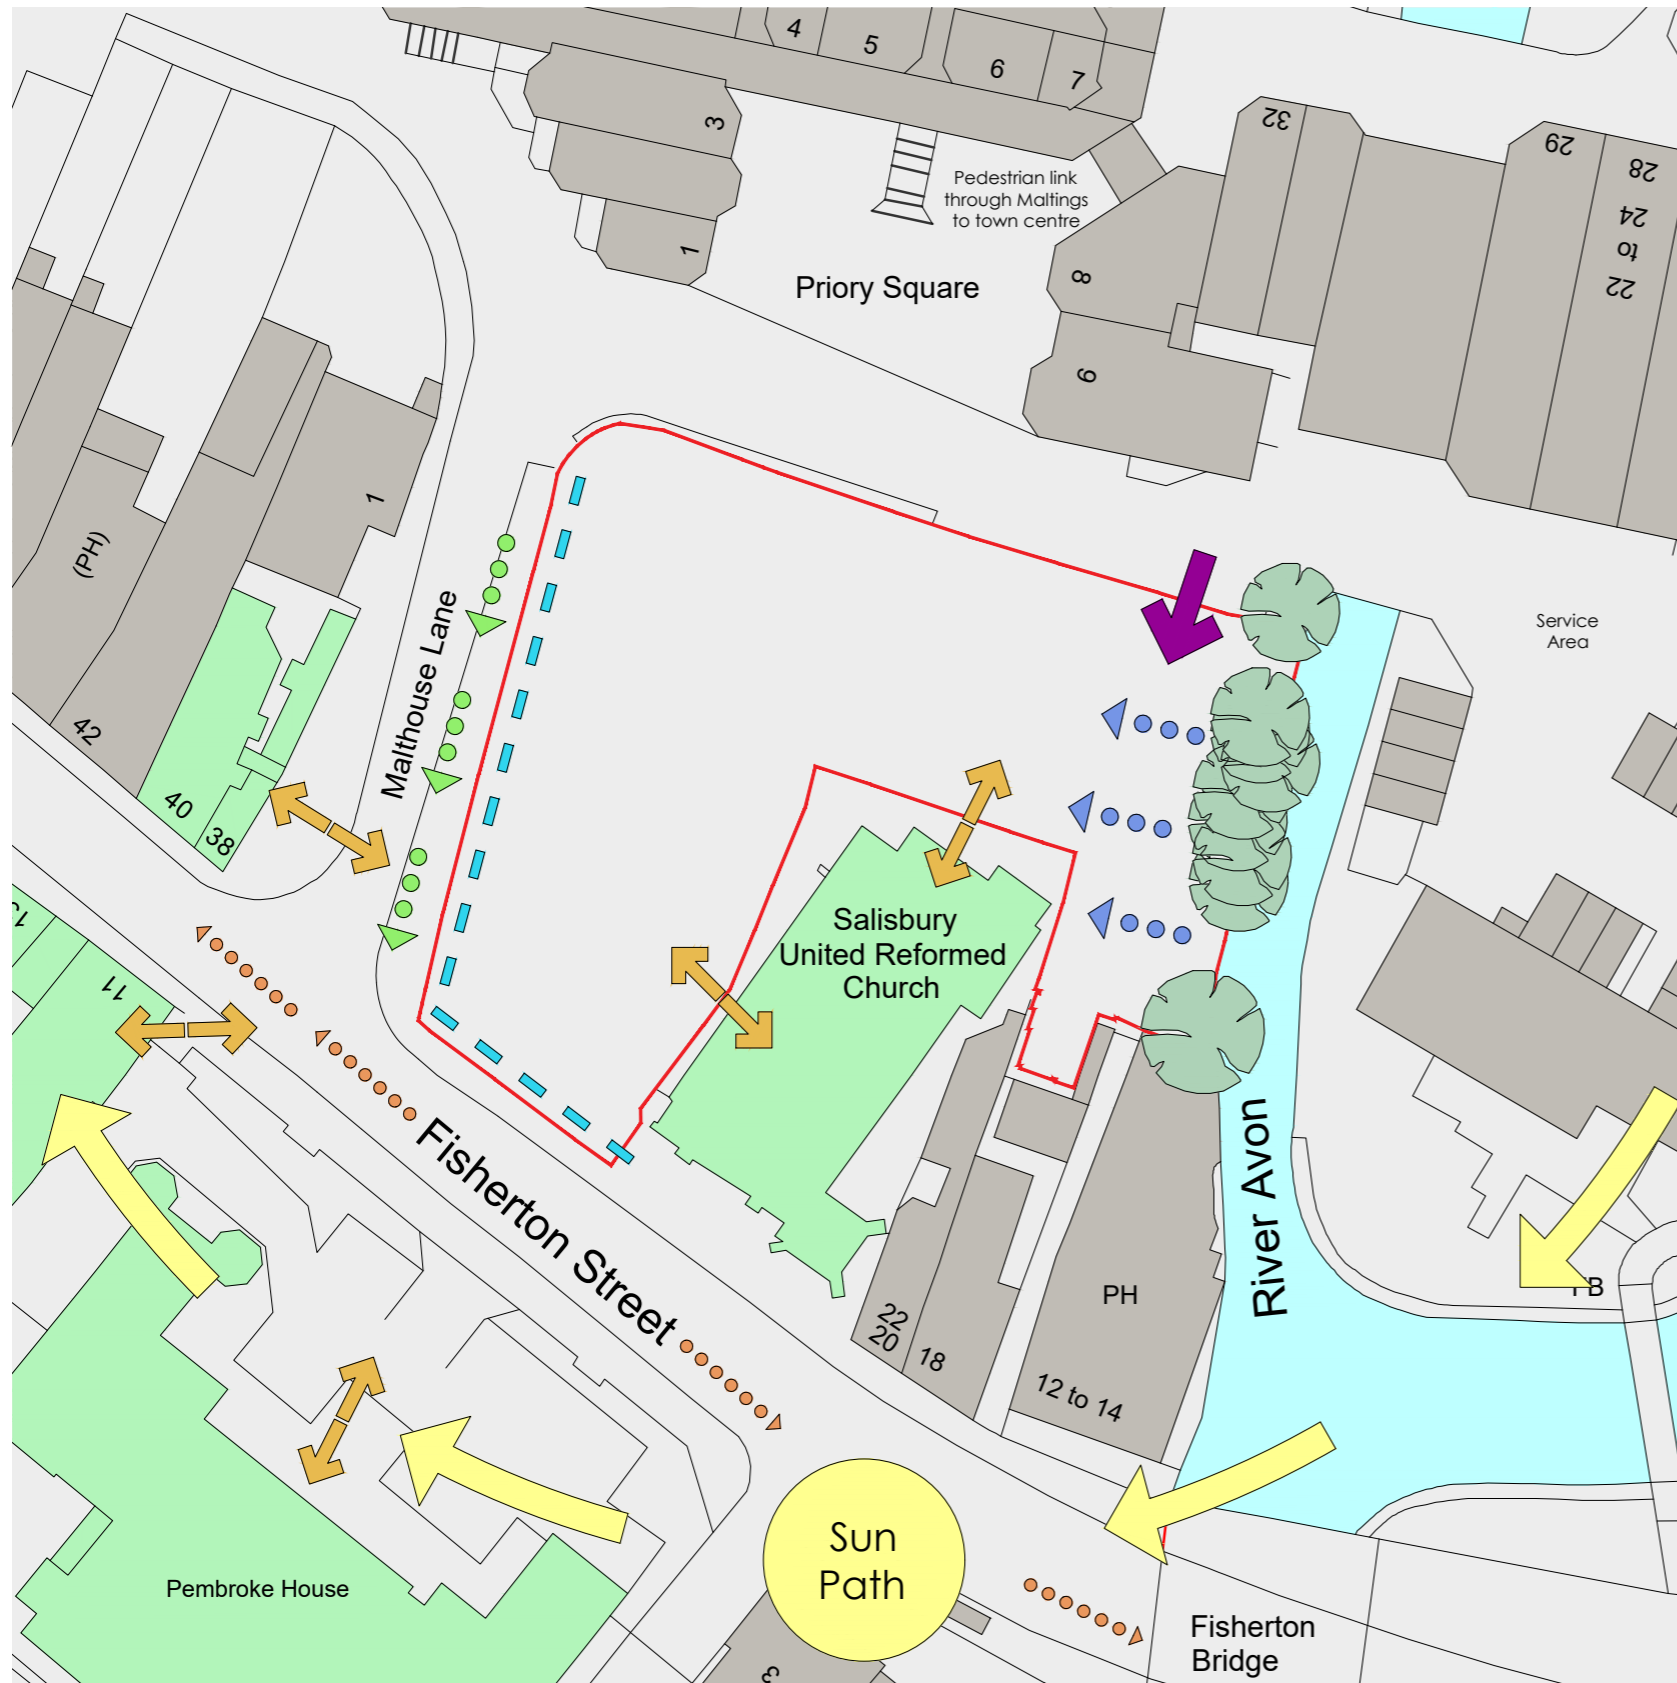 4
5
6
7
3
1
32
29
28
24
to
22
Pedestrian link
through Maltings
to town centre
Priory Square
8
9
1
(PH)
Malthouse Lane
Service
Area
42
40
38
Salisbury
United Reformed
Church
11
Fisherton Street
River Avon
PH
22
20
18
12 to 14
Sun
Path
Pembroke House
Fisherton
Bridge
3